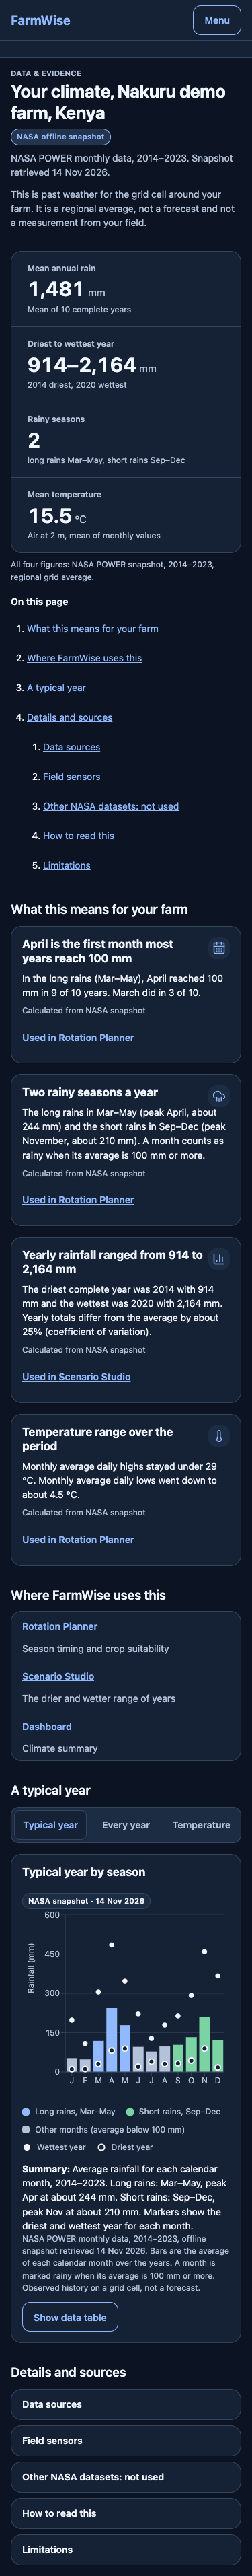 FarmWise
Menu
DATA & EVIDENCE
Your climate, Nakuru demo
farm, Kenya
NASA offline snapshot
NASA POWER monthly data, 2014–2023. Snapshot
retrieved 14 Nov 2026.
This is past weather for the grid cell around your
farm. It is a regional average, not a forecast and not
a measurement from your field.
Mean annual rain
1,481 mm
Mean of 10 complete years
Driest to wettest year
914–2,164 mm
2014 driest, 2020 wettest
Rainy seasons
2
long rains Mar–May, short rains Sep–Dec
Mean temperature
15.5 °C
Air at 2 m, mean of monthly values
All four figures: NASA POWER snapshot, 2014–2023,
regional grid average.
On this page
1. What this means for your farm
2. Where FarmWise uses this
3. A typical year
4. Details and sources
1. Data sources
2. Field sensors
3. Other NASA datasets: not used
4. How to read this
5. Limitations
What this means for your farm
April is the first month most
years reach 100 mm
In the long rains (Mar–May), April reached 100
mm in 9 of 10 years. March did in 3 of 10.
Calculated from NASA snapshot
Used in Rotation Planner
Two rainy seasons a year
The long rains in Mar–May (peak April, about
244 mm) and the short rains in Sep–Dec (peak
November, about 210 mm). A month counts as
rainy when its average is 100 mm or more.
Calculated from NASA snapshot
Used in Rotation Planner
Yearly rainfall ranged from 914 to
2,164 mm
The driest complete year was 2014 with 914
mm and the wettest was 2020 with 2,164 mm.
Yearly totals differ from the average by about
25% (coefficient of variation).
Calculated from NASA snapshot
Used in Scenario Studio
Temperature range over the
period
Monthly average daily highs stayed under 29
°C. Monthly average daily lows went down to
about 4.5 °C.
Calculated from NASA snapshot
Used in Rotation Planner
Where FarmWise uses this
Rotation Planner
Season timing and crop suitability
Scenario Studio
The drier and wetter range of years
Dashboard
Climate summary
A typical year
Typical year
Every year
Temperature
Typical year by season
NASA snapshot · 14 Nov 2026
Rainfall (mm)
600
450
300
150
0
J F M A M J J A S O N D
Long rains, Mar–May
Short rains, Sep–Dec
Other months (average below 100 mm)
Wettest year
Driest year
Summary: Average rainfall for each calendar
month, 2014–2023. Long rains: Mar–May, peak
Apr at about 244 mm. Short rains: Sep–Dec,
peak Nov at about 210 mm. Markers show the
driest and wettest year for each month.
NASA POWER monthly data, 2014–2023, offline
snapshot retrieved 14 Nov 2026. Bars are the average
of each calendar month over the years. A month is
marked rainy when its average is 100 mm or more.
Observed history on a grid cell, not a forecast.
Show data table
Details and sources
Data sources
Field sensors
Other NASA datasets: not used
How to read this
Limitations